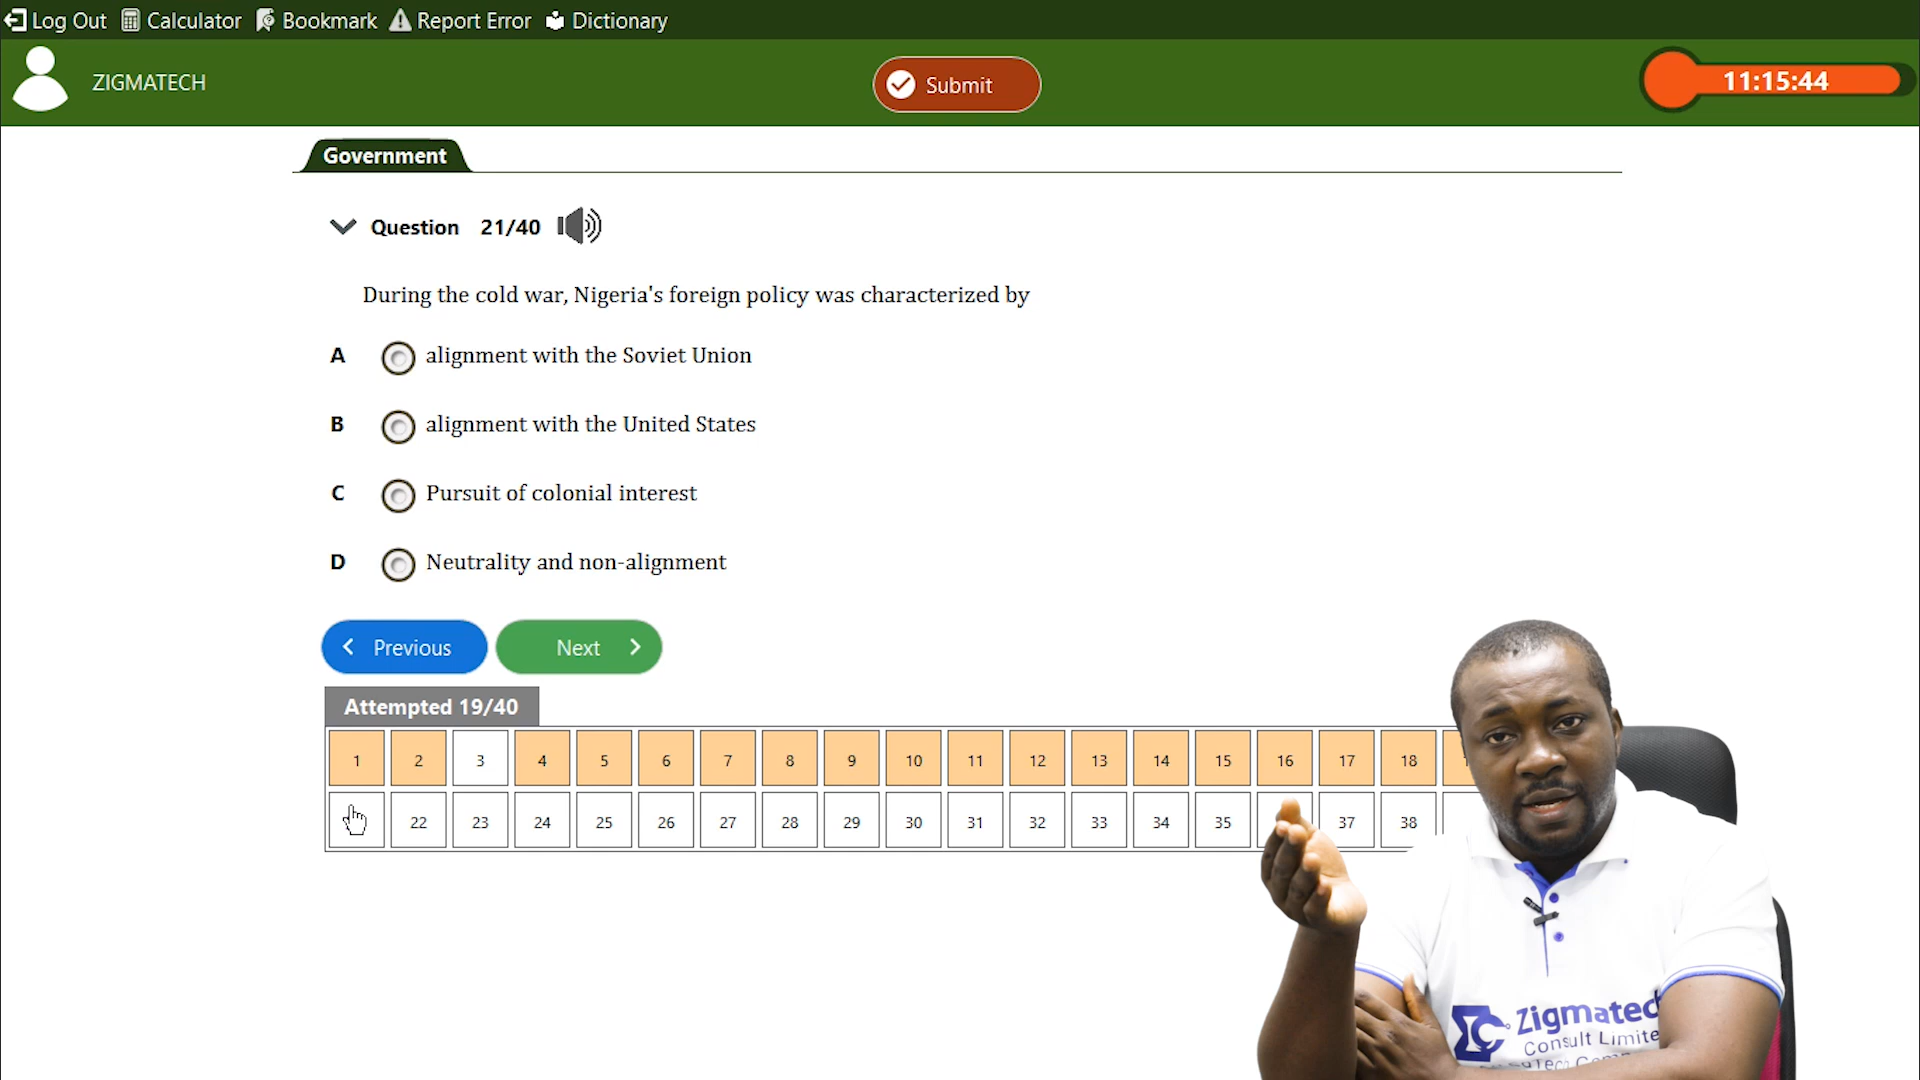 Log Out Calculator Bookmark Report Error Dictionary
ZIGMATECH
Submit
11:15:44
Government
Question 21/40
During the cold war, Nigeria's foreign policy was characterized by
A alignment with the Soviet Union
B alignment with the United States
C Pursuit of colonial interest
D Neutrality and non-alignment
Previous Next
Attempted 19/40
1 2 3 4 5 6 7 8 9 10 11 12 13 14 15 16 17 18
22 23 24 25 26 27 28 29 30 31 32 33 34 35 37 38
Zigmatec
Consult Limite